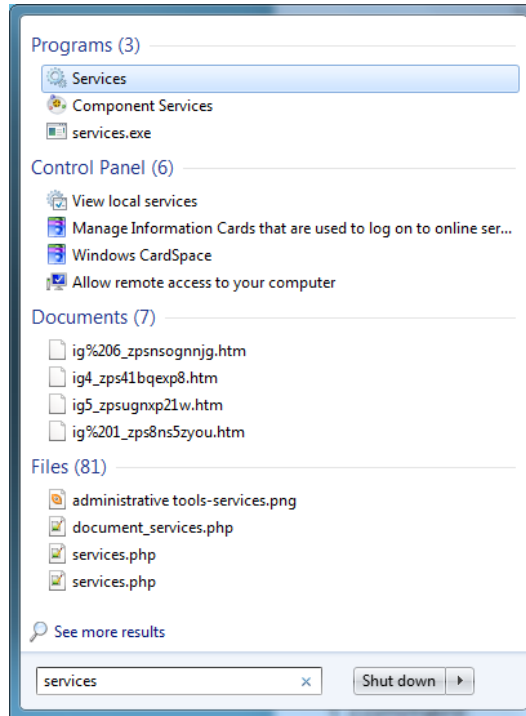 Programs (3)
Services
Component Services
services.exe
Control Panel (6)
View local services
Manage Information Cards that are used to log on to online ser...
Windows CardSpace
Allow remote access to your computer
Documents (7)
ig%206_zpsnsognnjg.htm
ig4_zps41bqexp8.htm
ig5_zpsugnxp21w.htm
ig%201_zps8ns5zyou.htm
Files (81)
administrative tools-services.png
document_services.php
services.php
services.php
See more results
services
Shut down